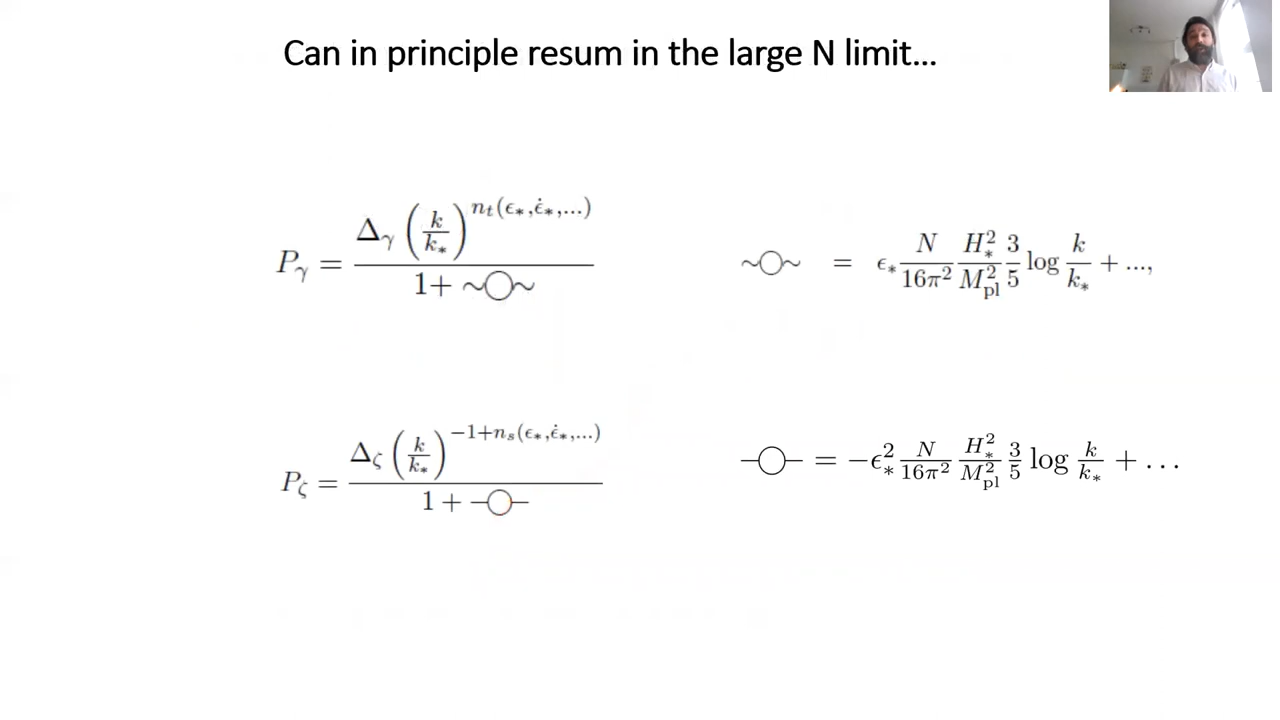 Can in principle resum in the large N limit...
P_γ = Δ_γ (k/k_*)^{n_t(ϵ_*, ϵ̇_*, ...)} / (1+ ~○~)
~○~ = ϵ_* N/(16π²) H_*²/M_pl² 3/5 log k/k_* + ...,
P_ζ = Δ_ζ (k/k_*)^{-1+n_s(ϵ_*, ϵ̇_*, ...)} / (1 + -○-)
-○- = -ϵ_*² N/(16π²) H_*²/M_pl² 3/5 log k/k_* + ...